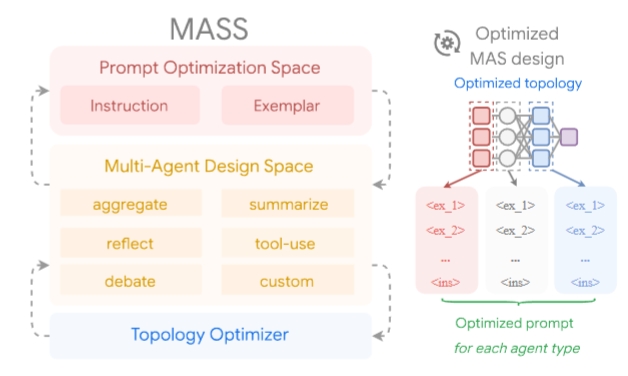 MASS
Prompt Optimization Space
Instruction
Exemplar
Multi-Agent Design Space
aggregate
summarize
reflect
tool-use
debate
custom
Topology Optimizer
Optimized
MAS design
Optimized topology
<ex_1>
<ex_2>
...
<ins>
<ex_1>
<ex_2>
...
<ins>
<ex_1>
<ex_2>
...
<ins>
Optimized prompt
for each agent type